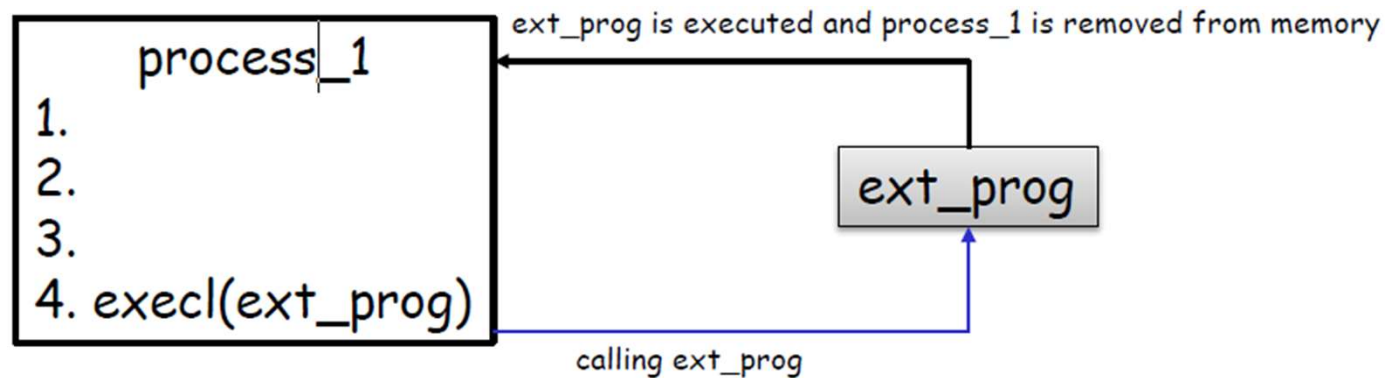 ext_prog is executed and process_1 is removed from memory
process_1
1.
2.
3.
4. execl(ext_prog)
ext_prog
calling ext_prog